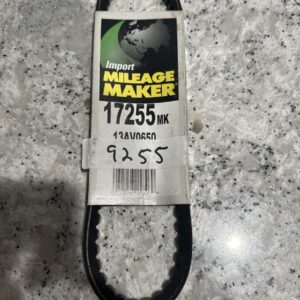 Import
MILEAGE
MAKER
17255 MK
13AV0650
9255